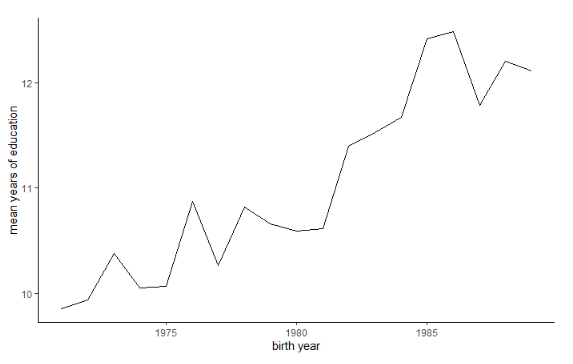 mean years of education
12
11
10
1975 1980 1985
birth year